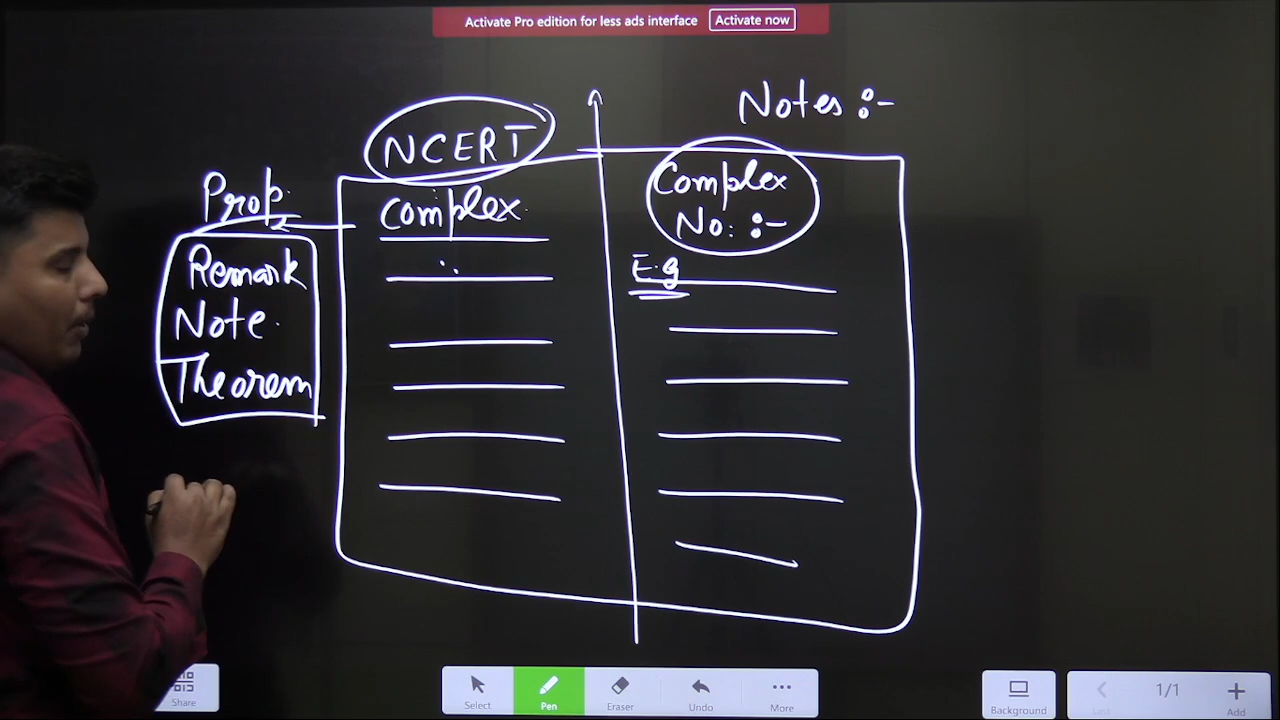 Activate Pro edition for less ads interface Activate now
Notes :-
NCERT
Complex
No. :-
Prop.
Complex
Remark
Note.
Theorem
E.g
Share
Select
Pen
Eraser
Undo
More
Background
Last
1/1
Add